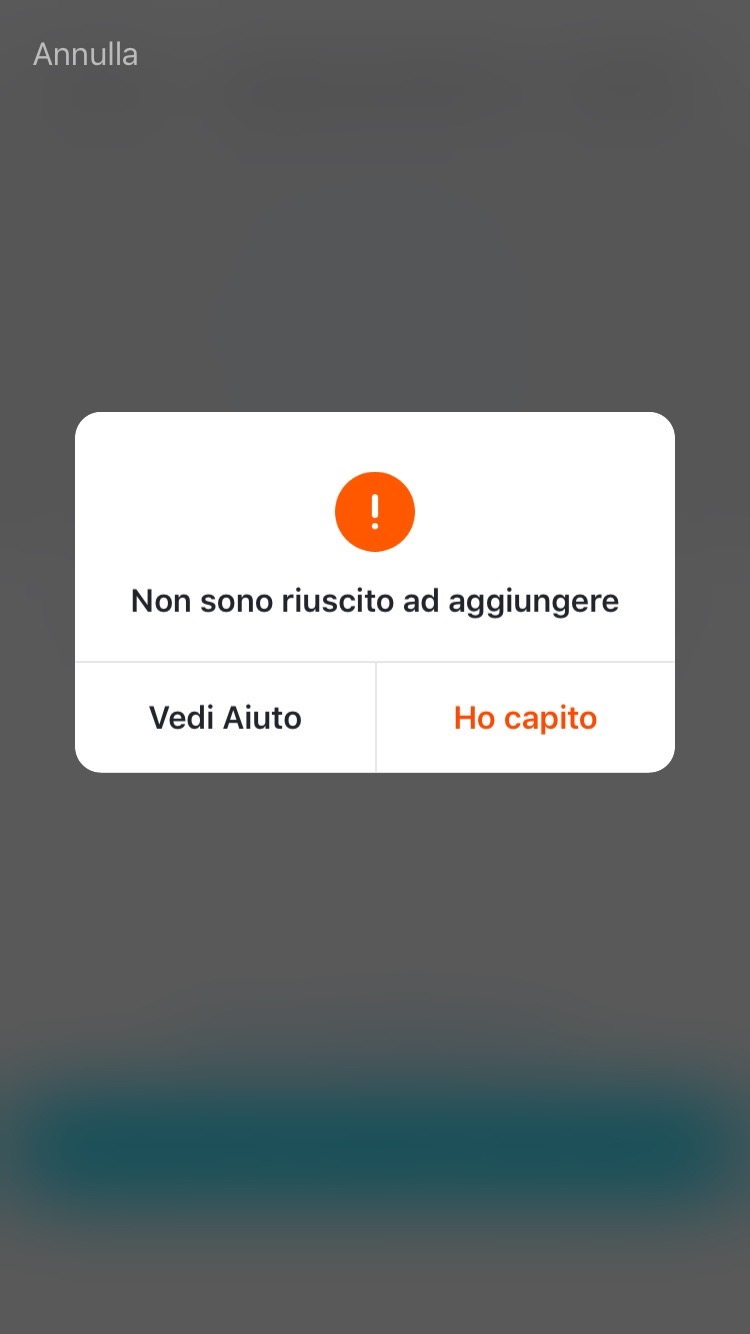 Annulla
Non sono riuscito ad aggiungere
Vedi Aiuto
Ho capito